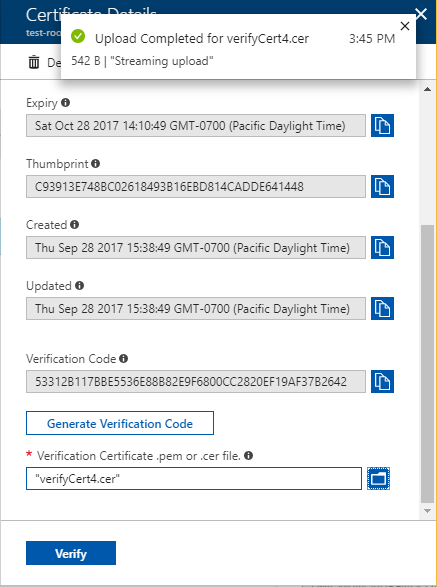 Certificate Details
test-roo
Upload Completed for verifyCert4.cer 3:45 PM
542 B | "Streaming upload"
De
Expiry
Sat Oct 28 2017 14:10:49 GMT-0700 (Pacific Daylight Time)
Thumbprint
C93913E748BC02618493B16EBD814CADDE641448
Created
Thu Sep 28 2017 15:38:49 GMT-0700 (Pacific Daylight Time)
Updated
Thu Sep 28 2017 15:38:49 GMT-0700 (Pacific Daylight Time)
Verification Code
53312B117BBE5536E88B82E9F6800CC2820EF19AF37B2642
Generate Verification Code
* Verification Certificate .pem or .cer file.
"verifyCert4.cer"
Verify